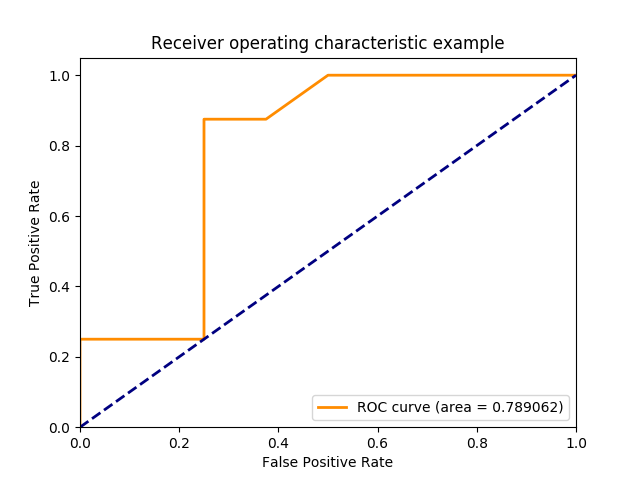 Receiver operating characteristic example
True Positive Rate
1.0
0.8
0.6
0.4
0.2
0.0
ROC curve (area = 0.789062)
0.0 0.2 0.4 0.6 0.8 1.0
False Positive Rate